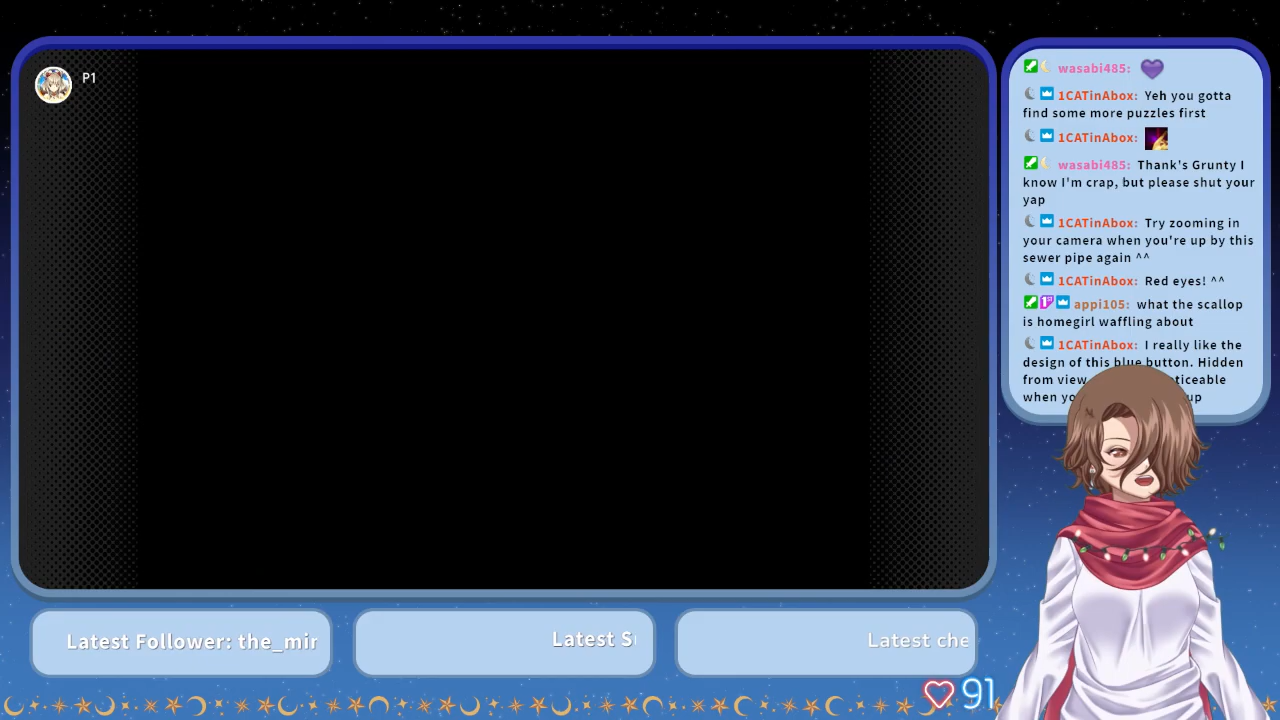 P1
wasabi485:
1CATinAbox: Yeh you gotta
find some more puzzles first
1CATinAbox:
wasabi485: Thank's Grunty I
know I'm crap, but please shut your
yap
1CATinAbox: Try zooming in
your camera when you're up by this
sewer pipe again ^^
1CATinAbox: Red eyes! ^^
appi105: what the scallop
is homegirl waffling about
1CATinAbox: I really like the
design of this blue button. Hidden
from view
when
up
Latest Follower: the_mir
Latest S
Latest che
91